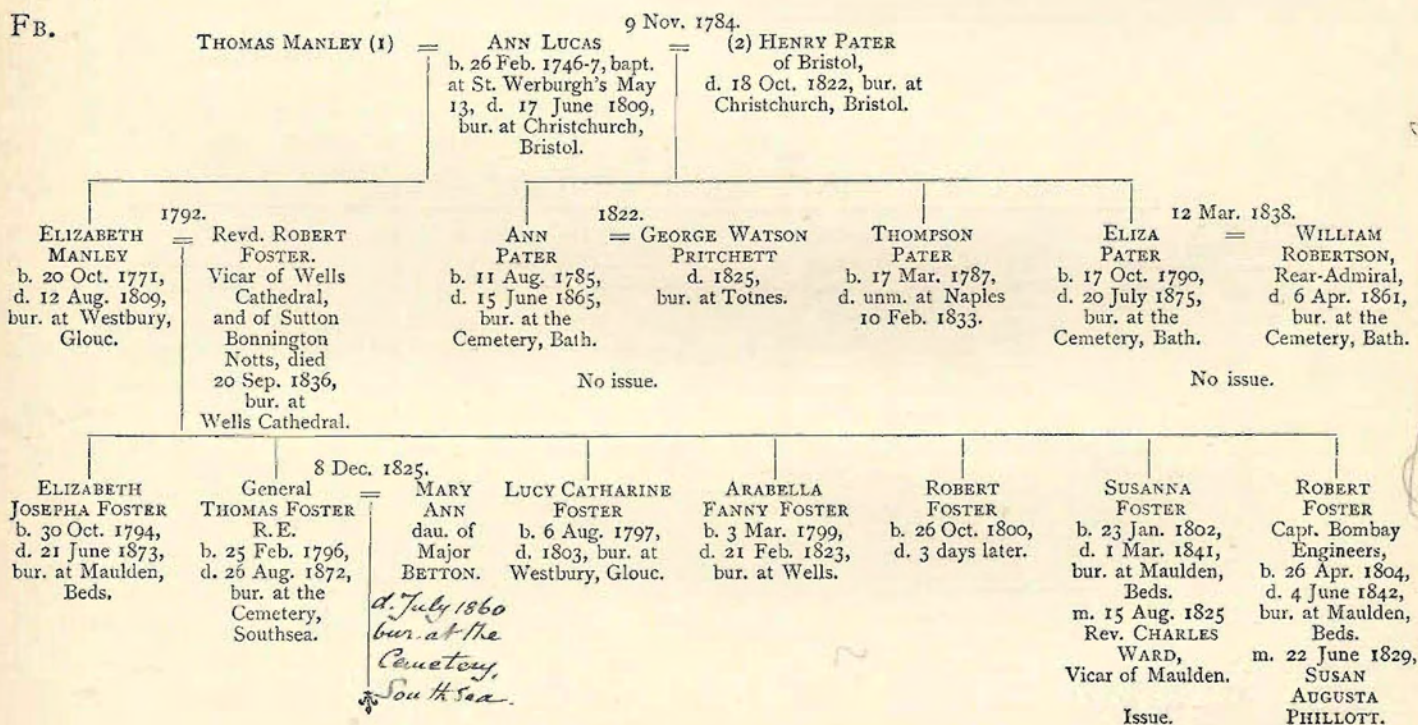 FB.
9 Nov. 1784.
THOMAS MANLEY (1) = ANN LUCAS = (2) HENRY PATER
b. 26 Feb. 1746-7, bapt.
at St. Werburgh's May
13, d. 17 June 1809,
bur. at Christchurch,
Bristol.
of Bristol,
d. 18 Oct. 1822, bur. at
Christchurch, Bristol.
1792.
ELIZABETH
MANLEY
b. 20 Oct. 1771,
d. 12 Aug. 1809,
bur. at Westbury,
Glouc.
=
Revd. ROBERT
FOSTER.
Vicar of Wells
Cathedral,
and of Sutton
Bonnington
Notts, died
20 Sep. 1836,
bur. at
Wells Cathedral.
1822.
ANN
PATER
b. 11 Aug. 1785,
d. 15 June 1865,
bur. at the
Cemetery, Bath.
=
GEORGE WATSON
PRITCHETT
d. 1825,
bur. at Totnes.
No issue.
THOMPSON
PATER
b. 17 Mar. 1787,
d. unm. at Naples
10 Feb. 1833.
12 Mar. 1838.
ELIZA
PATER
b. 17 Oct. 1790,
d. 20 July 1875,
bur. at the
Cemetery, Bath.
=
WILLIAM
ROBERTSON,
Rear-Admiral,
d. 6 Apr. 1861,
bur. at the
Cemetery, Bath.
No issue.
ELIZABETH
JOSEPHA FOSTER
b. 30 Oct. 1794,
d. 21 June 1873,
bur. at Maulden,
Beds.
8 Dec. 1825.
General
THOMAS FOSTER
R.E.
b. 25 Feb. 1796,
d. 26 Aug. 1872,
bur. at the
Cemetery,
Southsea.
=
MARY
ANN
dau. of
Major
BETTON.
d. July 1860
bur. at the
Cemetery,
Southsea.
LUCY CATHARINE
FOSTER
b. 6 Aug. 1797,
d. 1803, bur. at
Westbury, Glouc.
ARABELLA
FANNY FOSTER
b. 3 Mar. 1799,
d. 21 Feb. 1823,
bur. at Wells.
ROBERT
FOSTER
b. 26 Oct. 1800,
d. 3 days later.
SUSANNA
FOSTER
b. 23 Jan. 1802,
d. 1 Mar. 1841,
bur. at Maulden,
Beds.
m. 15 Aug. 1825
Rev. CHARLES
WARD,
Vicar of Maulden.
Issue.
ROBERT
FOSTER
Capt. Bombay
Engineers,
b. 26 Apr. 1804,
d. 4 June 1842,
bur. at Maulden,
Beds.
m. 22 June 1829,
SUSAN
AUGUSTA
PHILLOTT.